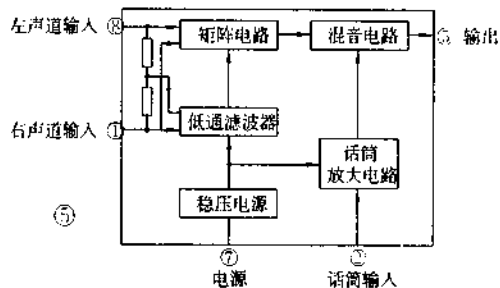 左声道输入 ⑧
矩阵电路
混音电路
输出
右声道输入 ①
低通滤波器
话筒
放大电路
稳压电源
⑤
⑦
电源
话筒输入